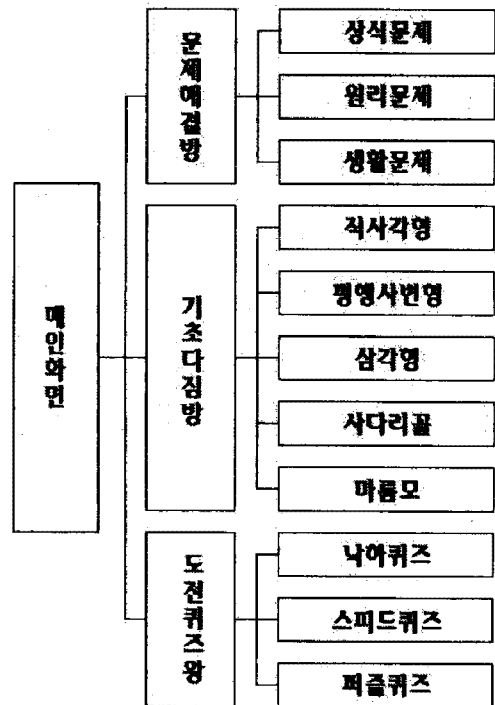 메인화면
문제해결방
상식문제
원리문제
생활문제
기초다짐방
직사각형
평행사변형
삼각형
사다리꼴
마름모
도전퀴즈왕
낙하퀴즈
스피드퀴즈
퍼즐퀴즈